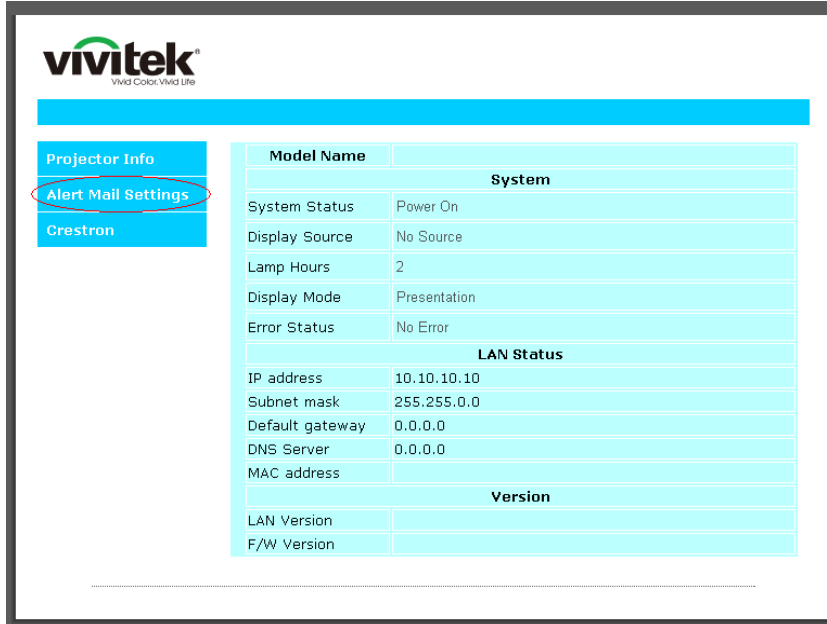 vivitek®
Vivid Color. Vivid Life
Projector Info
Alert Mail Settings
Crestron
Model Name
System
System Status Power On
Display Source No Source
Lamp Hours 2
Display Mode Presentation
Error Status No Error
LAN Status
IP address 10.10.10.10
Subnet mask 255.255.0.0
Default gateway 0.0.0.0
DNS Server 0.0.0.0
MAC address
Version
LAN Version
F/W Version